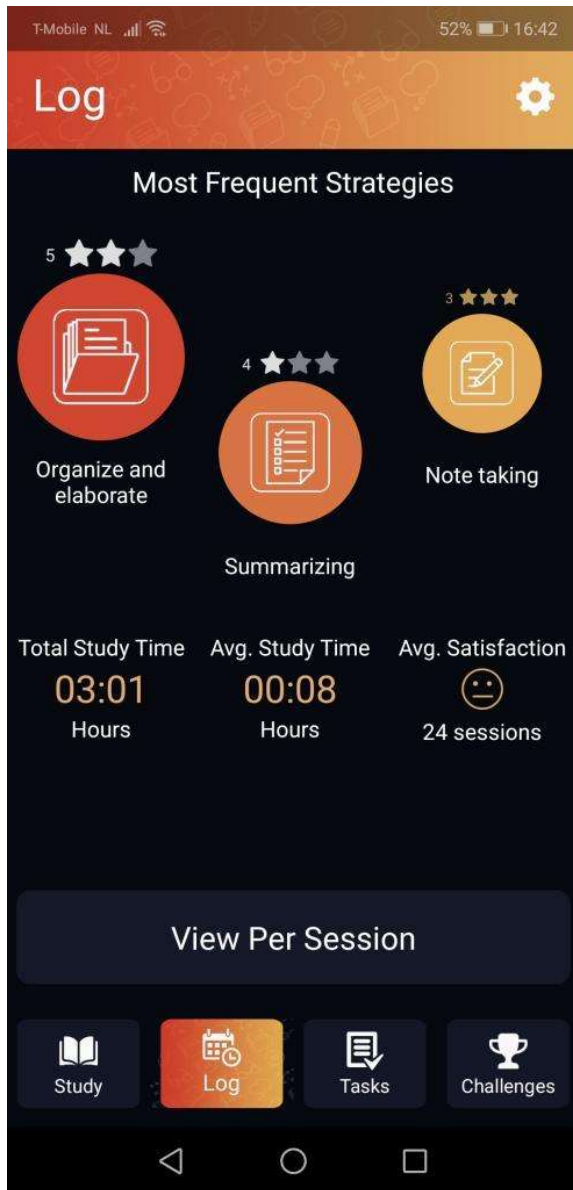 T-Mobile NL 52% 16:42
Log
Most Frequent Strategies
5
3
4
Organize and
elaborate
Note taking
Summarizing
Total Study Time Avg. Study Time Avg. Satisfaction
03:01 00:08
Hours Hours 24 sessions
View Per Session
Study Log Tasks Challenges